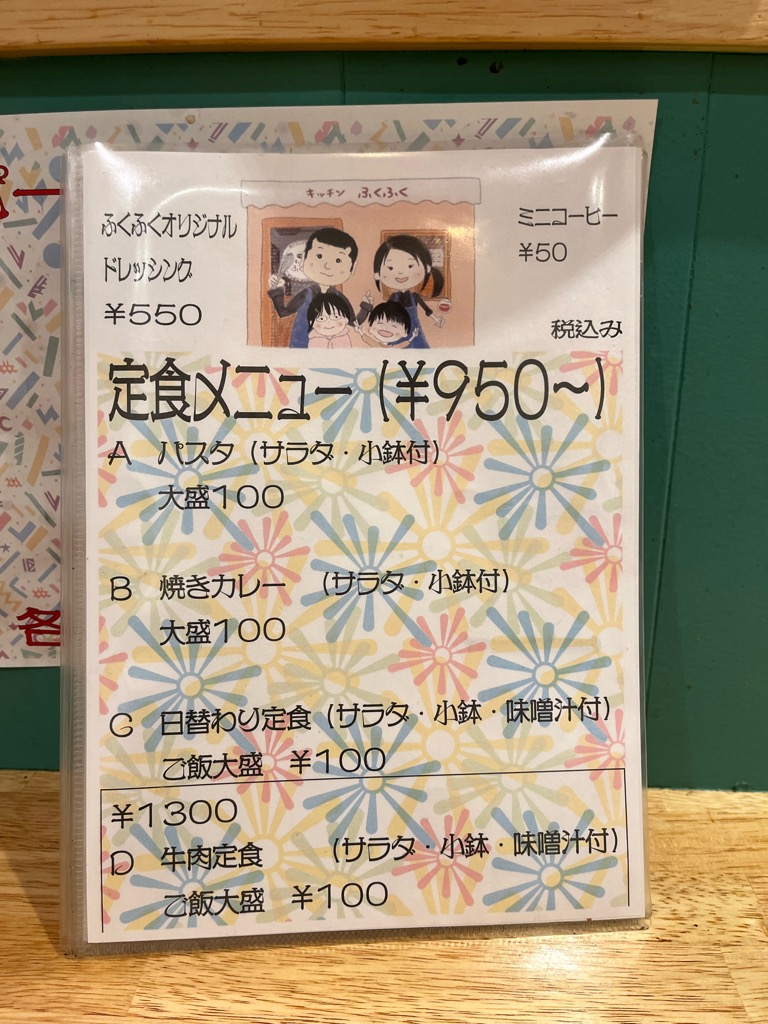 キッチン ふくふく
ふくふくオリジナル
ドレッシング
¥550
ミニコーヒー
¥50
税込み
定食メニュー(¥950~)
A パスタ(サラダ・小鉢付)
大盛100
B 焼きカレー (サラダ・小鉢付)
大盛100
C 日替わり定食(サラダ・小鉢・味噌汁付)
ご飯大盛 ¥100
¥1300
D 牛肉定食 (サラダ・小鉢・味噌汁付)
ご飯大盛 ¥100
各